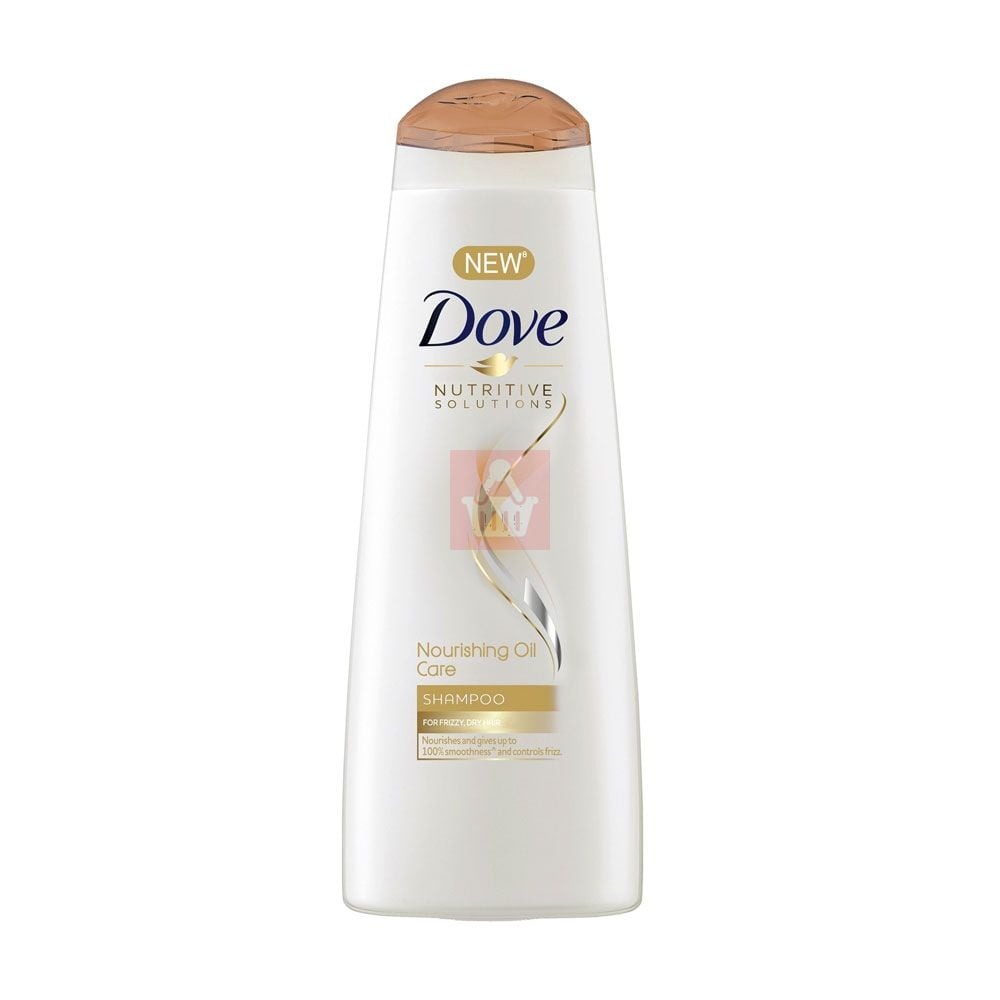 NEW⁸
Dove
NUTRITIVE
SOLUTIONS
Nourishing Oil
Care
SHAMPOO
FOR FRIZZY, DRY HAIR
Nourishes and gives up to
100% smoothness^ and controls frizz.